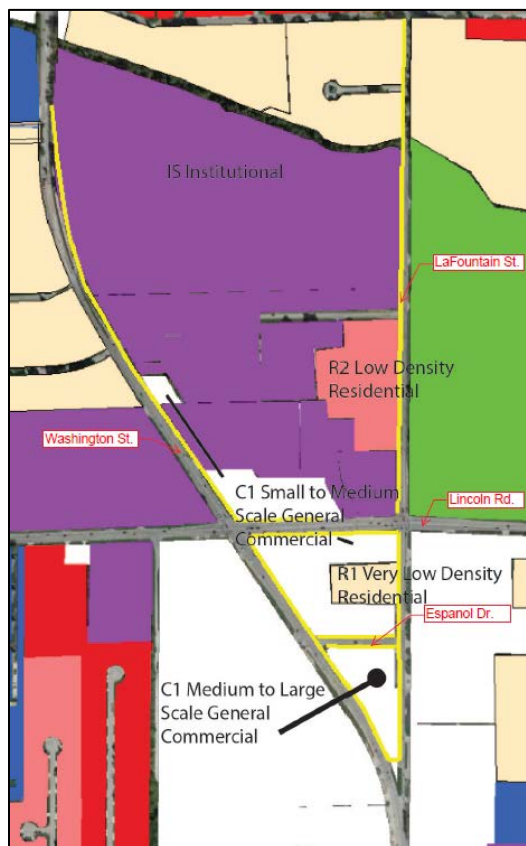 IS Institutional
LaFountain St.
R2 Low Density
Residential
Washington St.
C1 Small to Medium
Scale General
Commercial
Lincoln Rd.
R1 Very Low Density
Residential
Espanol Dr.
C1 Medium to Large
Scale General
Commercial